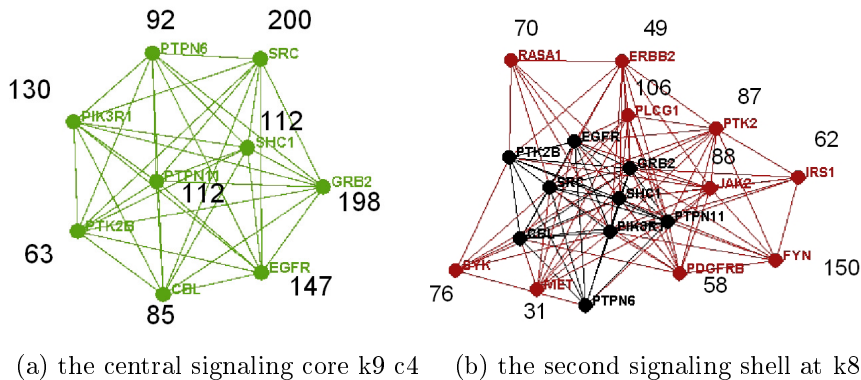 92
200
PTPN6
SRC
130
PIK3R1
112
SHC1
PTPN11
112
GRB2
198
PTK2B
63
EGFR
147
CBL
85
(a) the central signaling core k9 c4
70
49
RASA1
ERBB2
106
PLCG1
87
PTK2
EGFR
PTK2B
GRB2
88
62
IRS1
SRC
JAK2
SHC1
PTPN11
PIK3R1
CBL
FYN
150
SYK
76
PDGFRB
58
MET
31
PTPN6
(b) the second signaling shell at k8